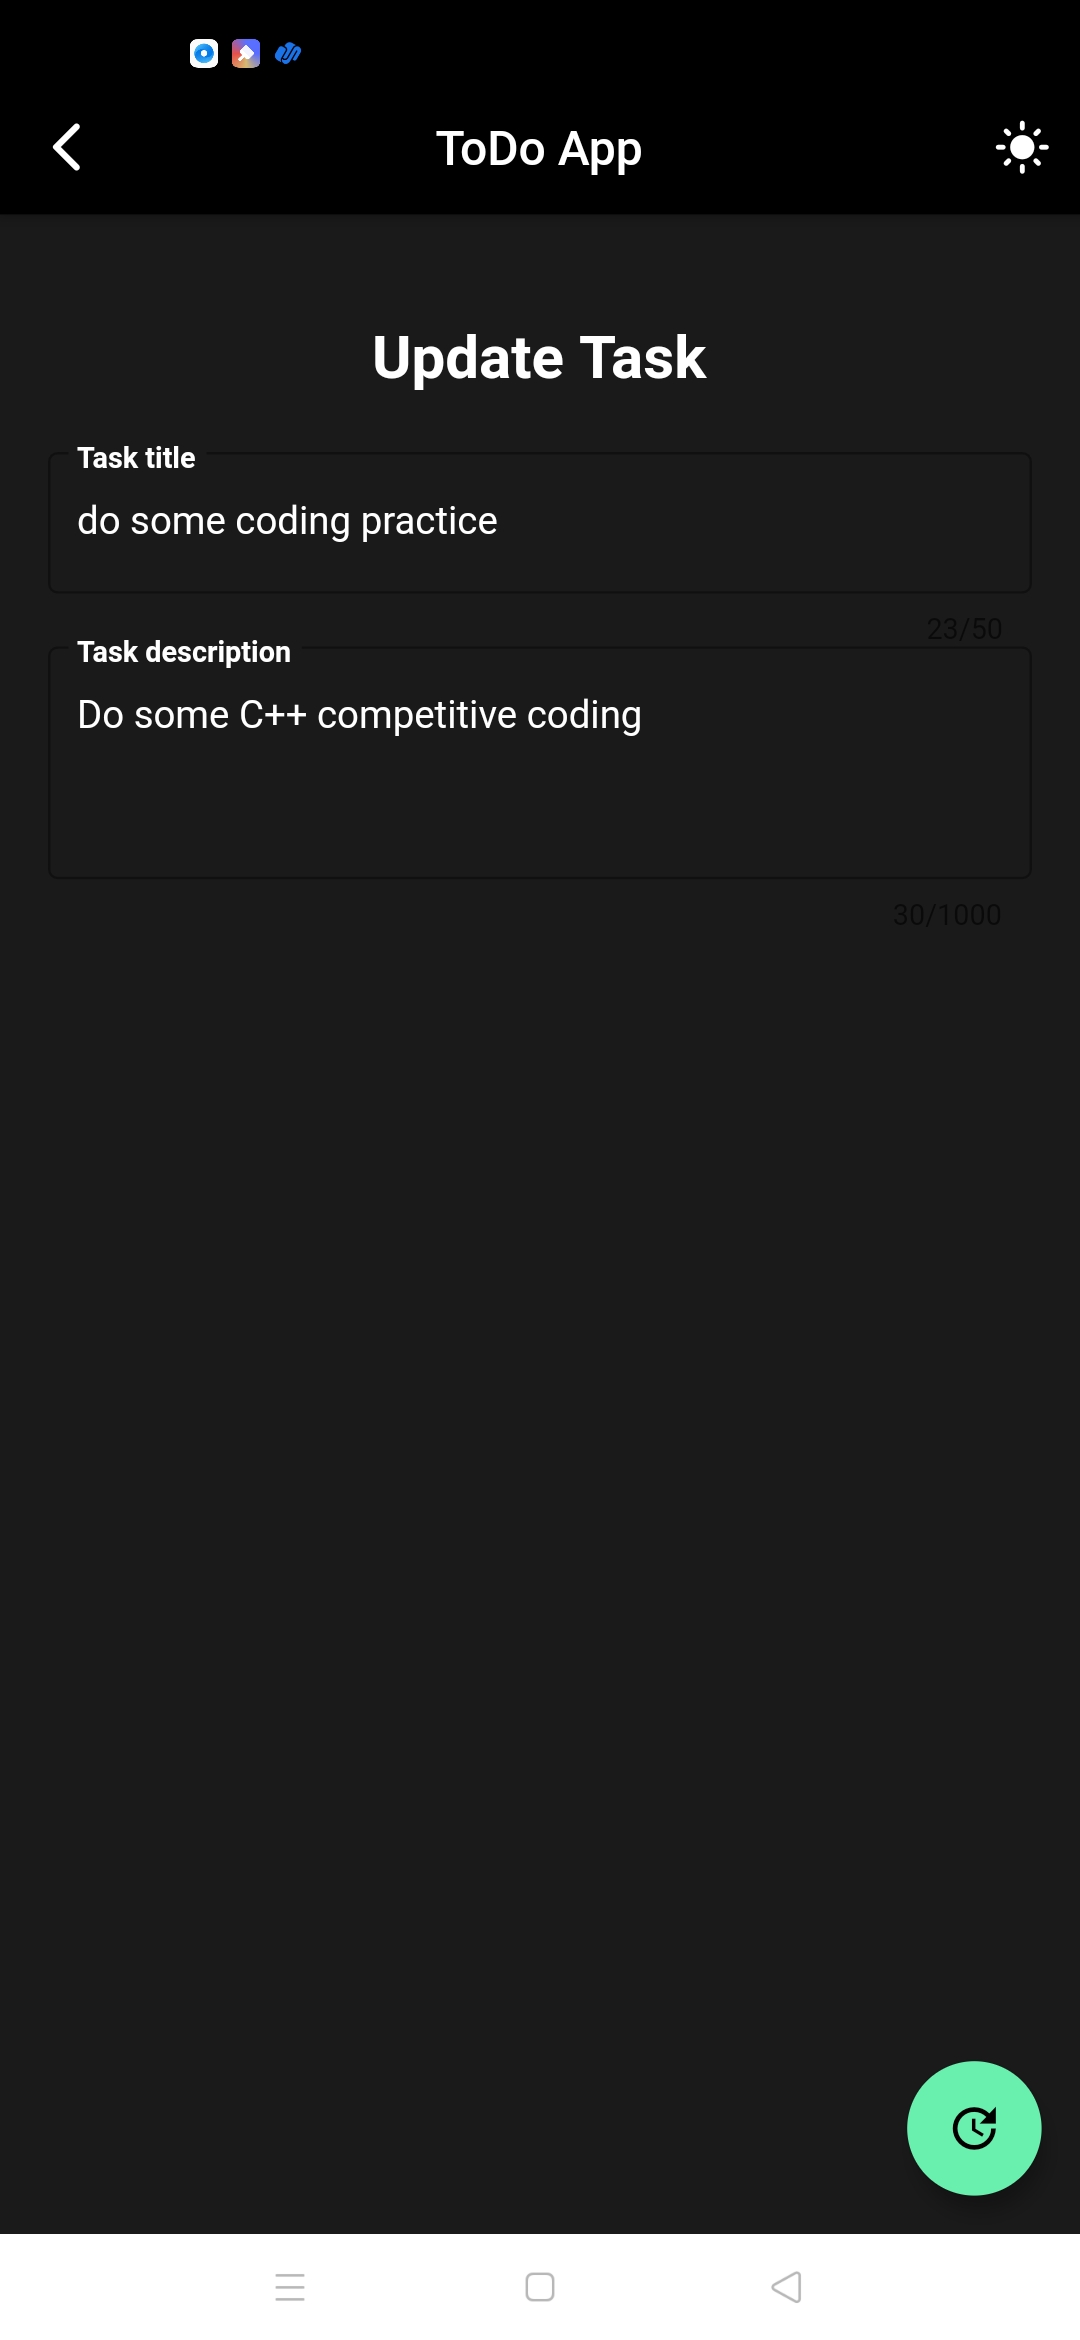 ToDo App
Update Task
Task title
do some coding practice
23/50
Task description
Do some C++ competitive coding
30/1000